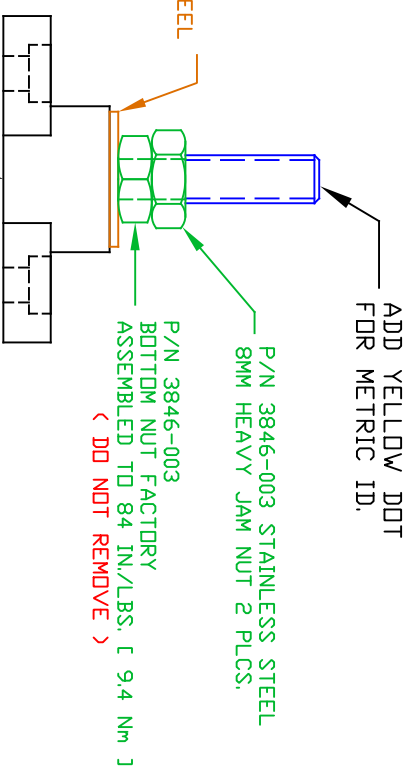 ADD YELLOW DOT
FOR METRIC ID.
P/N 3846-003 STAINLESS STEEL
8MM HEAVY JAM NUT 2 PLCS.
P/N 3846-003
BOTTOM NUT FACTORY
ASSEMBLED TO 84 IN./LBS. [ 9.4 Nm ]
( DO NOT REMOVE )